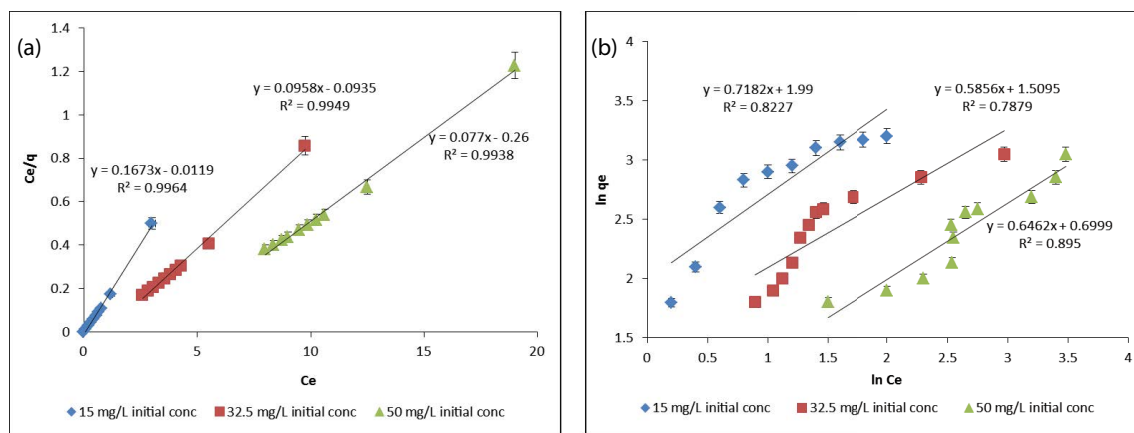 (a)
1.4
1.2
1
0.8
0.6
0.4
0.2
0
Ce/q
y = 0.0958x - 0.0935
R² = 0.9949
y = 0.077x - 0.26
R² = 0.9938
y = 0.1673x - 0.0119
R² = 0.9964
0 5 10 15 20
Ce
15 mg/L initial conc 32.5 mg/L initial conc 50 mg/L initial conc
(b)
4
3.5
3
2.5
2
1.5
ln qe
y = 0.7182x + 1.99
R² = 0.8227
y = 0.5856x + 1.5095
R² = 0.7879
y = 0.6462x + 0.6999
R² = 0.895
0 0.5 1 1.5 2 2.5 3 3.5 4
ln Ce
15 mg/L initial conc 32.5 mg/L initial conc 50 mg/L initial conc